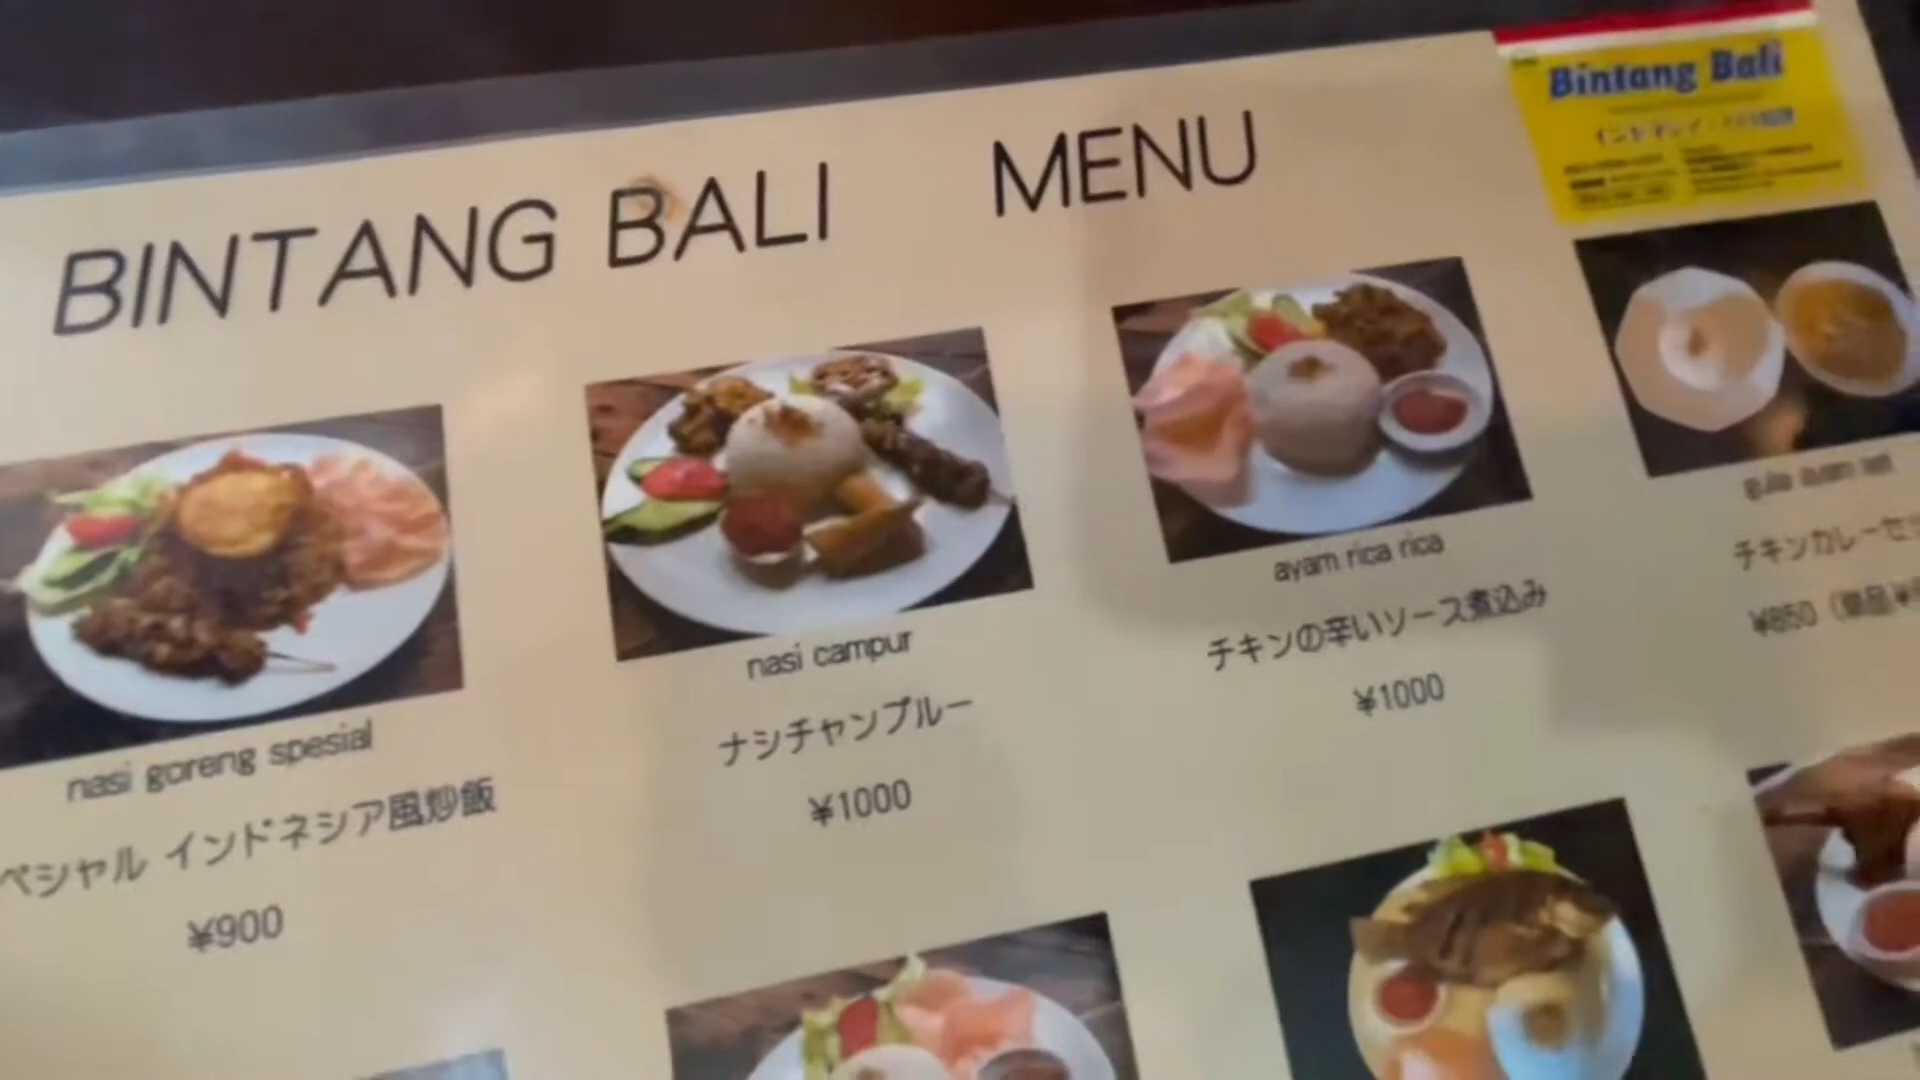 BINTANG BALI MENU
Bintang Bali
nasi goreng spesial
ペシャル インドネシア風炒飯
¥900
nasi campur
ナシチャンプルー
¥1000
ayam rica rica
チキンの辛いソース煮込み
¥1000
チキンカレーセッ
¥850